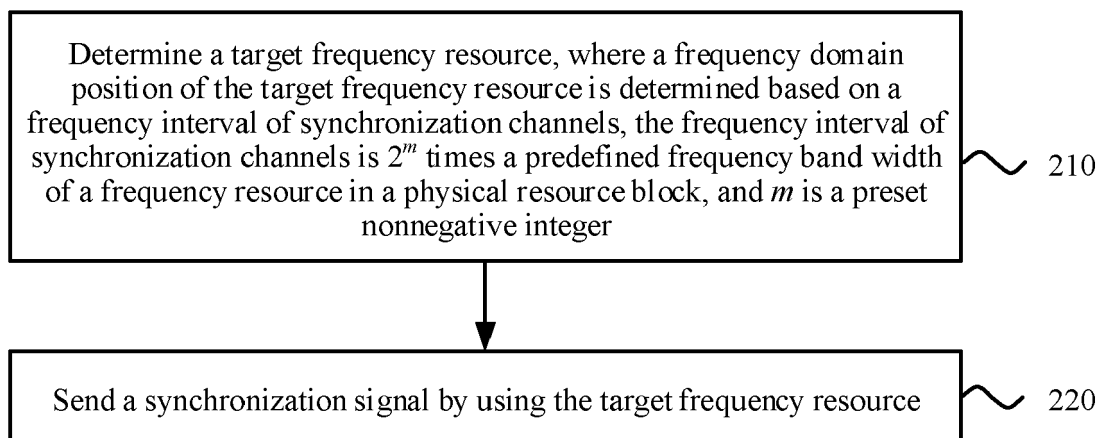 Determine a target frequency resource, where a frequency domain
position of the target frequency resource is determined based on a
frequency interval of synchronization channels, the frequency interval of
synchronization channels is 2^m times a predefined frequency band width
of a frequency resource in a physical resource block, and m is a preset
nonnegative integer
210
Send a synchronization signal by using the target frequency resource
220